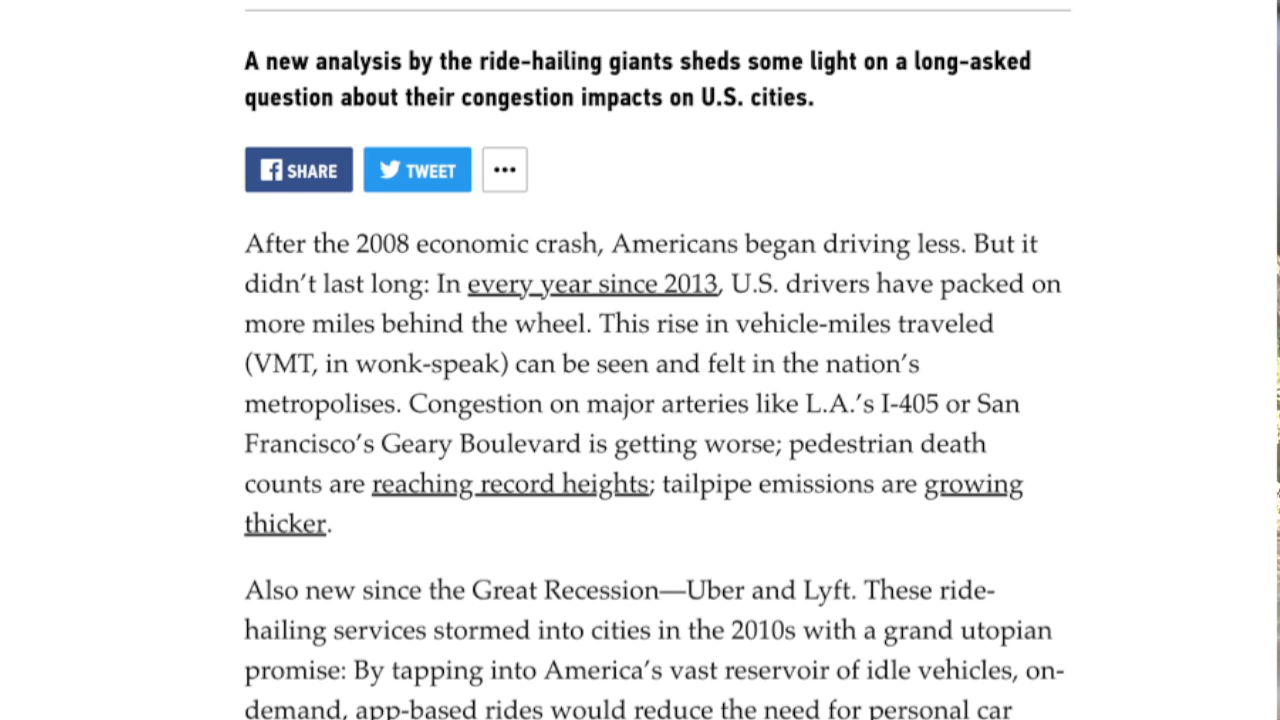 A new analysis by the ride-hailing giants sheds some light on a long-asked
question about their congestion impacts on U.S. cities.
SHARE
TWEET
•••
After the 2008 economic crash, Americans began driving less. But it
didn’t last long: In every year since 2013, U.S. drivers have packed on
more miles behind the wheel. This rise in vehicle-miles traveled
(VMT, in wonk-speak) can be seen and felt in the nation’s
metropolises. Congestion on major arteries like L.A.’s I-405 or San
Francisco’s Geary Boulevard is getting worse; pedestrian death
counts are reaching record heights; tailpipe emissions are growing
thicker.
Also new since the Great Recession—Uber and Lyft. These ride-
hailing services stormed into cities in the 2010s with a grand utopian
promise: By tapping into America’s vast reservoir of idle vehicles, on-
demand, app-based rides would reduce the need for personal car